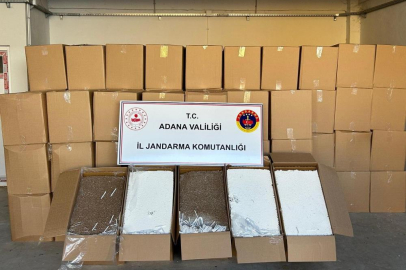 T.C.
ADANA VALİLİĞİ
İL JANDARMA KOMUTANLIĞI